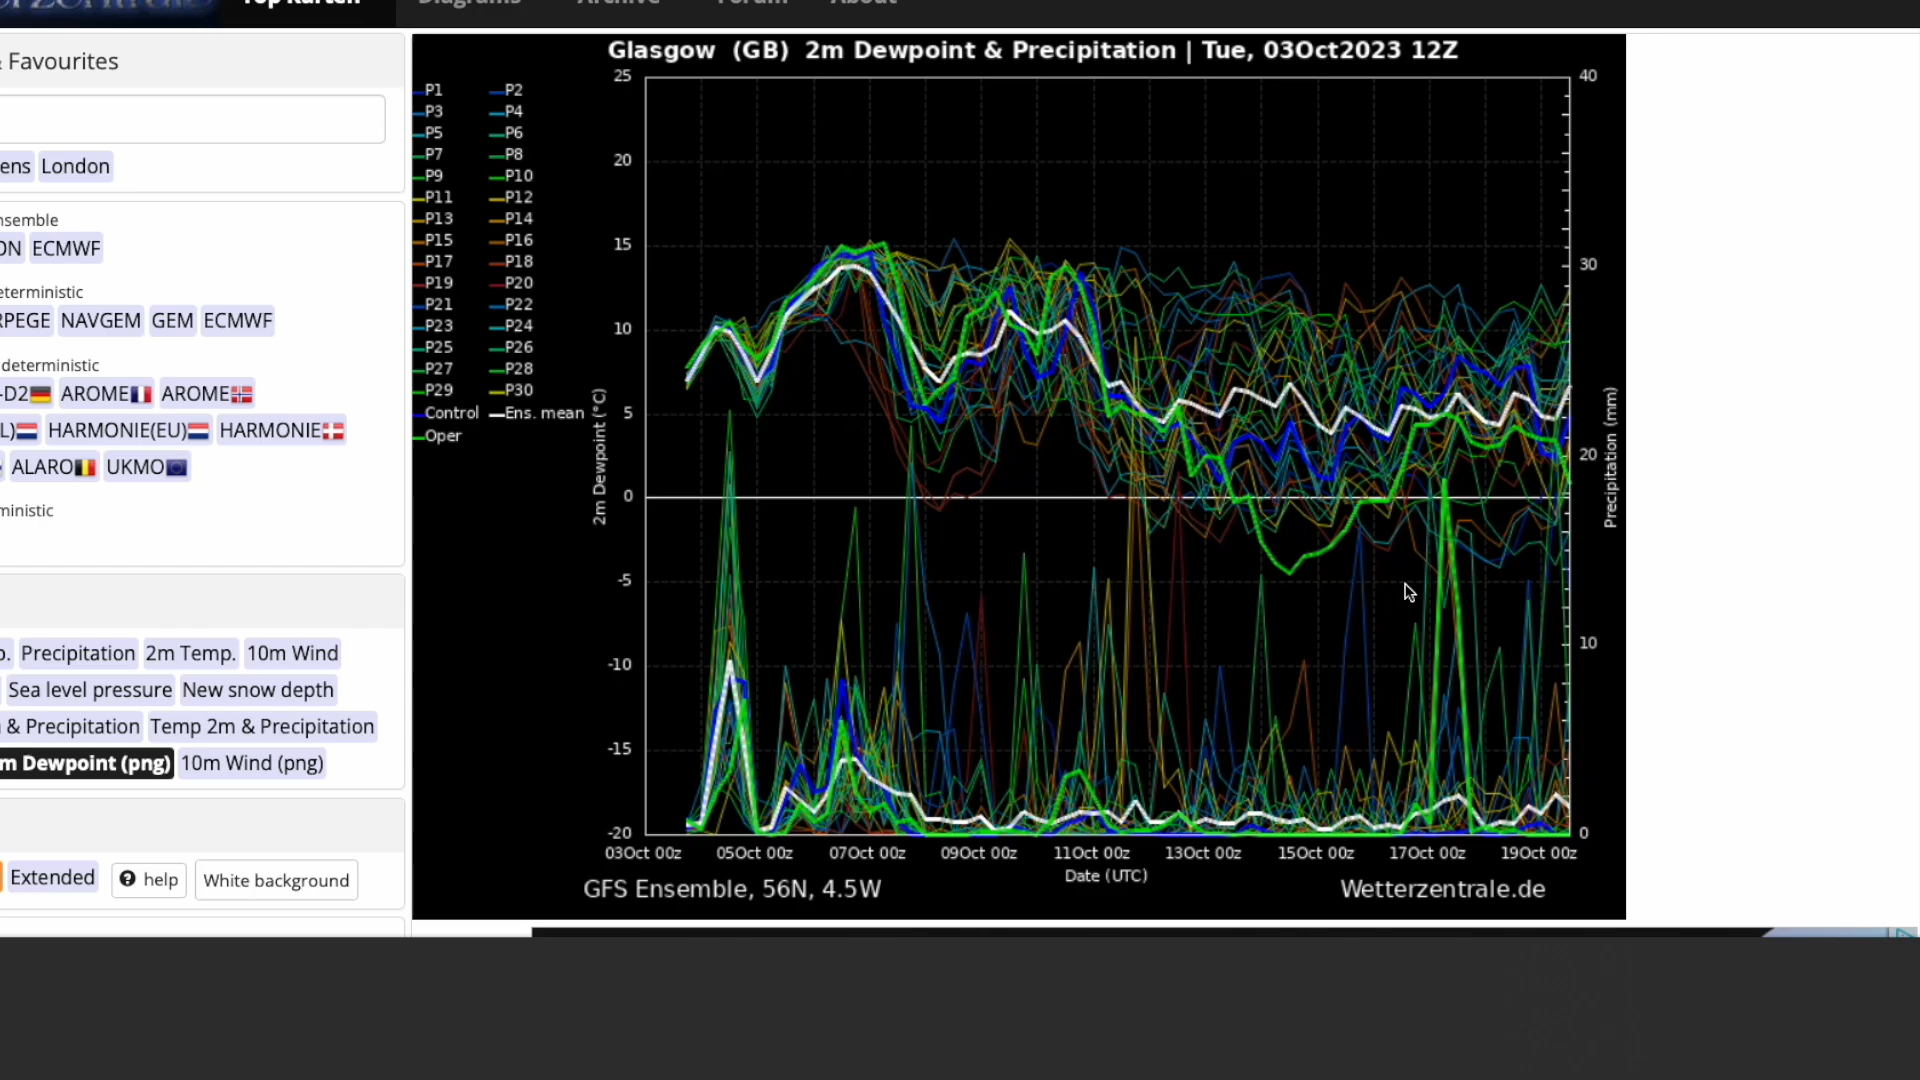 Top Karten Diagrams Archive Forum About
& Favourites
ens London
nsemble
ON ECMWF
eterministic
RPEGE NAVGEM GEM ECMWF
deterministic
-D2 AROME AROME
L) HARMONIE(EU) HARMONIE
ALARO UKMO
ministic
p. Precipitation 2m Temp. 10m Wind
Sea level pressure New snow depth
& Precipitation Temp 2m & Precipitation
m Dewpoint (png) 10m Wind (png)
Extended help White background
Glasgow (GB) 2m Dewpoint & Precipitation | Tue, 03Oct2023 12Z
P1 P2
P3 P4
P5 P6
P7 P8
P9 P10
P11 P12
P13 P14
P15 P16
P17 P18
P19 P20
P21 P22
P23 P24
P25 P26
P27 P28
P29 P30
Control Ens. mean
Oper
2m Dewpoint (°C)
25
20
15
10
5
0
-5
-10
-15
-20
40
30
20
10
0
Precipitation (mm)
03Oct 00z 05Oct 00z 07Oct 00z 09Oct 00z 11Oct 00z 13Oct 00z 15Oct 00z 17Oct 00z 19Oct 00z
Date (UTC)
GFS Ensemble, 56N, 4.5W Wetterzentrale.de